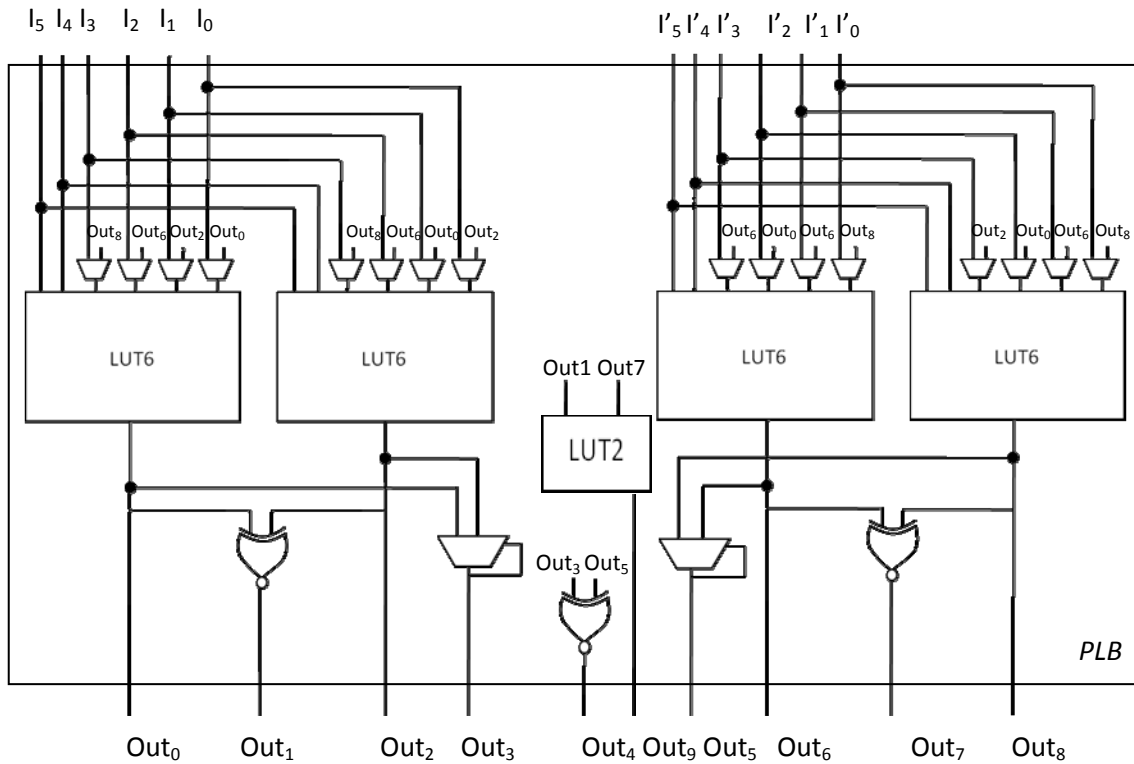 I₅ I₄ I₃ I₂ I₁ I₀ I’₅ I’₄ I’₃ I’₂ I’₁ I’₀
Out₈ Out₆ Out₂ Out₀ Out₈ Out₆ Out₀ Out₂ Out₆ Out₀ Out₆ Out₈ Out₂ Out₀ Out₆ Out₈
LUT6 LUT6 LUT6 LUT6
Out1 Out7
LUT2
Out₃ Out₅
PLB
Out₀ Out₁ Out₂ Out₃ Out₄ Out₉ Out₅ Out₆ Out₇ Out₈